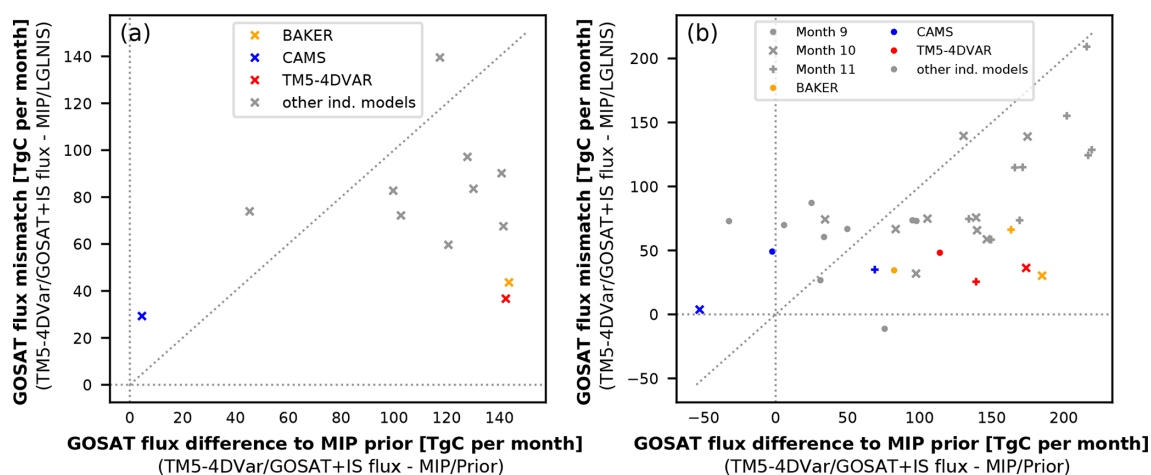 (a)
BAKER
CAMS
TM5-4DVAR
other ind. models
GOSAT flux mismatch [TgC per month]
(TM5-4DVar/GOSAT+IS flux - MIP/LGLNIS)
140
120
100
80
60
40
20
0
0 20 40 60 80 100 120 140
GOSAT flux difference to MIP prior [TgC per month]
(TM5-4DVar/GOSAT+IS flux - MIP/Prior)
(b)
Month 9
Month 10
Month 11
BAKER
CAMS
TM5-4DVAR
other ind. models
GOSAT flux mismatch [TgC per month]
(TM5-4DVar/GOSAT+IS flux - MIP/LGLNIS)
200
150
100
50
0
−50
−50 0 50 100 150 200
GOSAT flux difference to MIP prior [TgC per month]
(TM5-4DVar/GOSAT+IS flux - MIP/Prior)